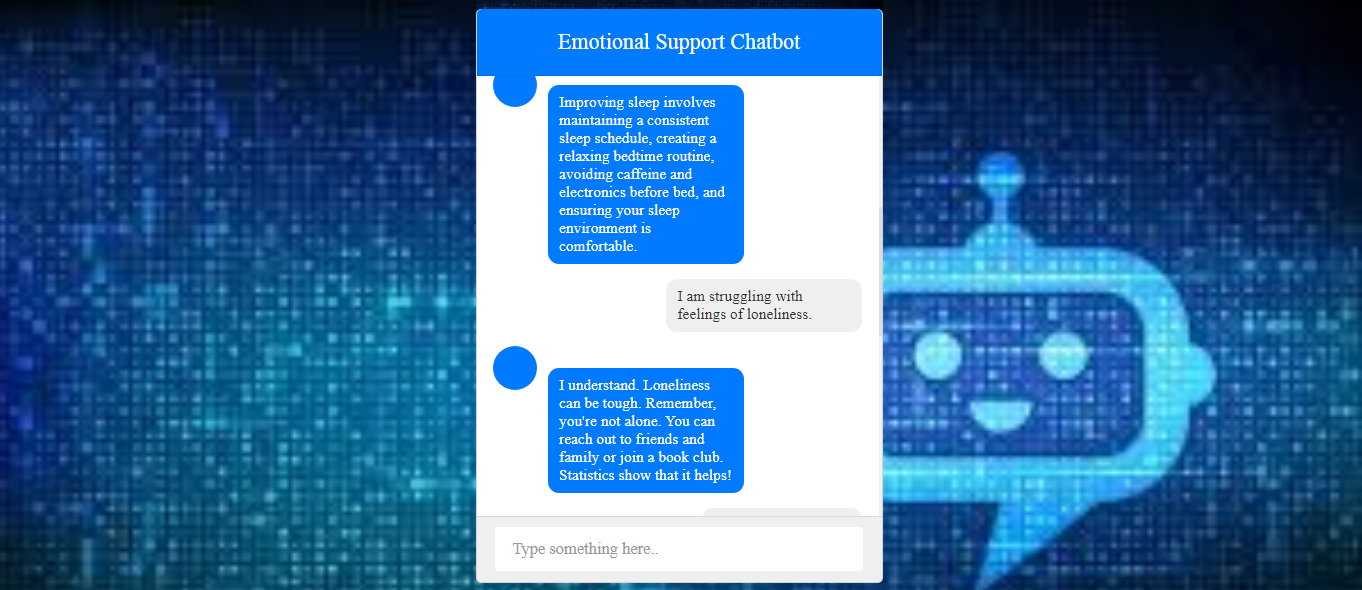 Emotional Support Chatbot
Improving sleep involves
maintaining a consistent
sleep schedule, creating a
relaxing bedtime routine,
avoiding caffeine and
electronics before bed, and
ensuring your sleep
environment is
comfortable.
I am struggling with
feelings of loneliness.
I understand. Loneliness
can be tough. Remember,
you're not alone. You can
reach out to friends and
family or join a book club.
Statistics show that it helps!
Type something here..